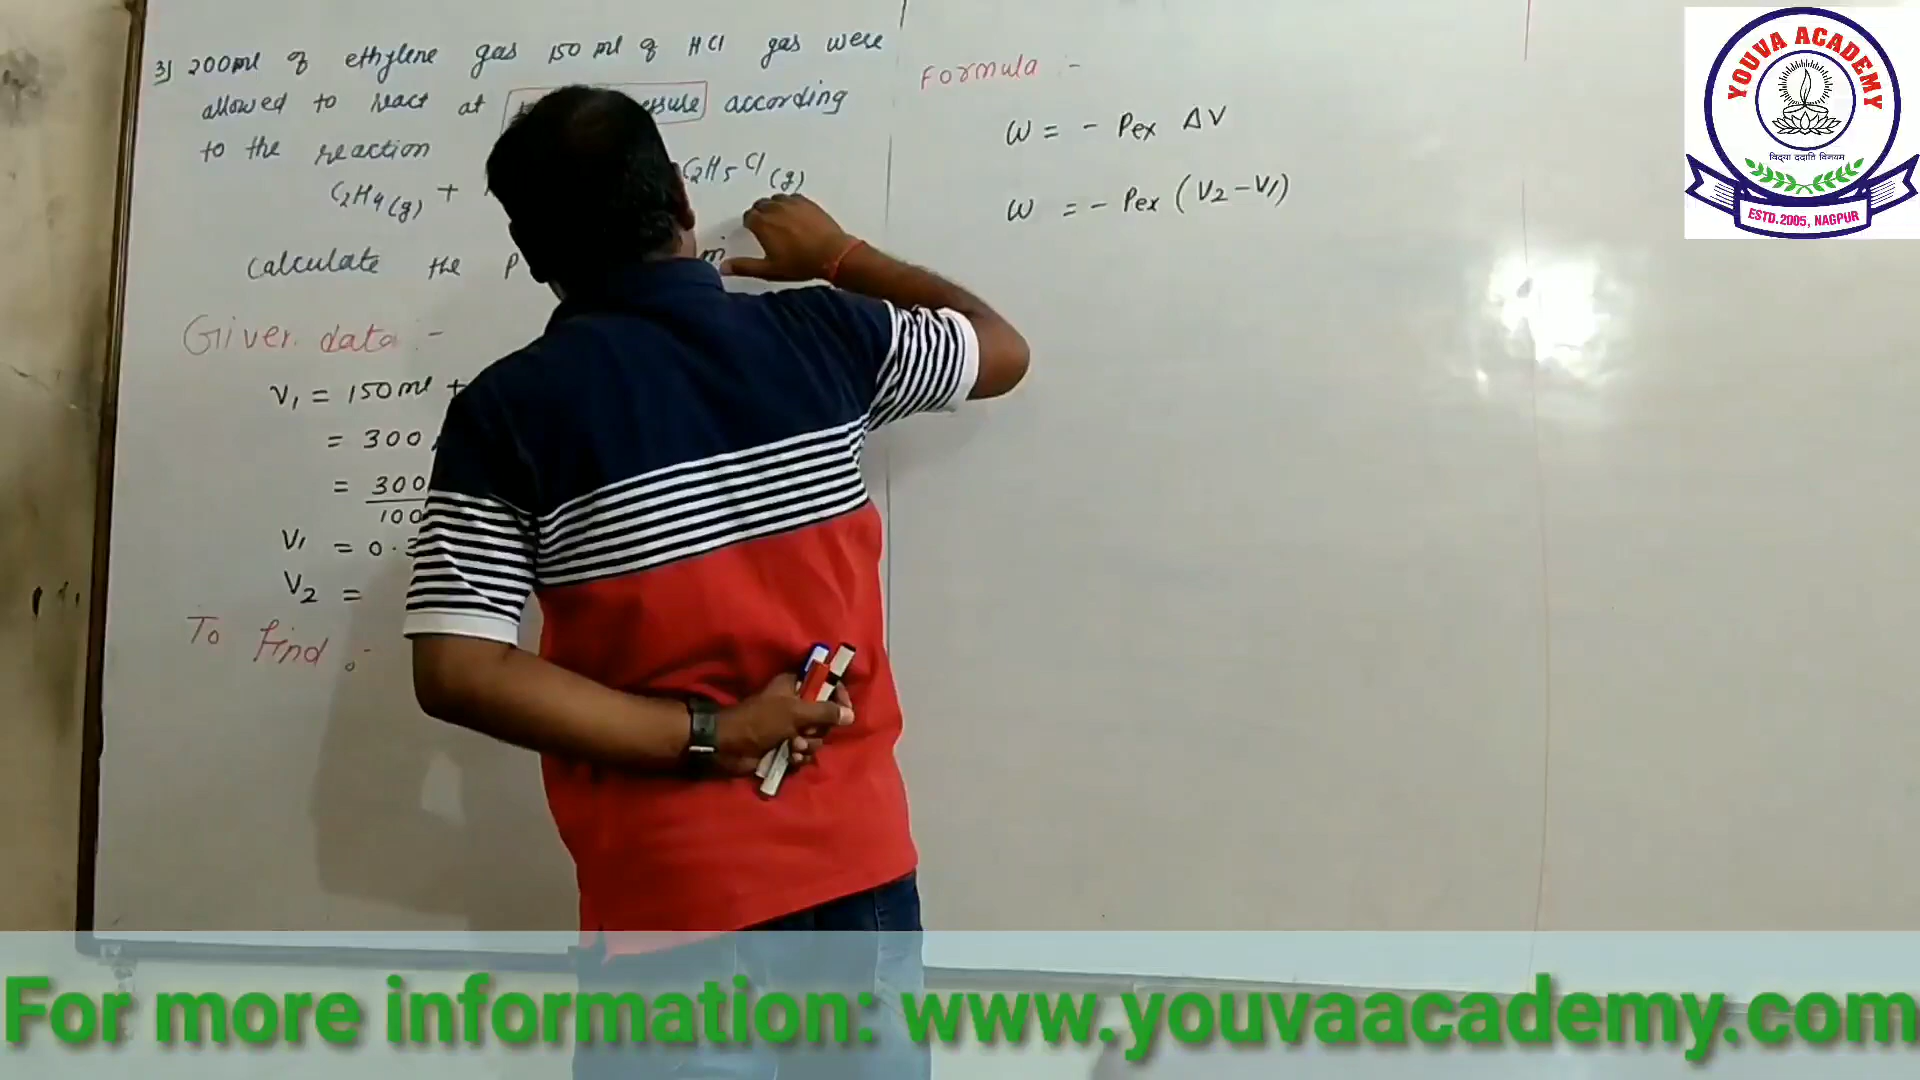 3) 200ml of ethylene gas 150 ml of HCl gas were
allowed to react at according
to the reaction
C2H4(g) + C2H5Cl(g)
Calculate the
Given data :-
V1 = 150ml +
= 300
= 300
100
V1 = 0.3
V2 =
To Find :-
Formula :-
W = - Pex ΔV
W = - Pex (V2 - V1)
YOUVA ACADEMY
विद्या ददाति विनयम
ESTD.2005, NAGPUR
For more information: www.youvaacademy.com